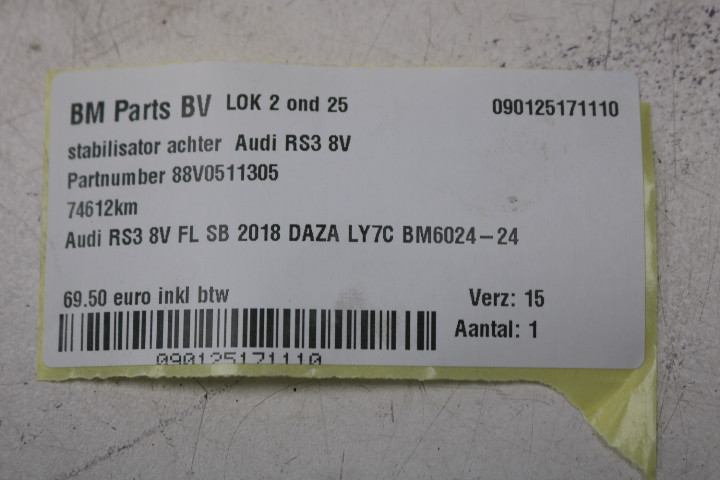 BM Parts BV LOK 2 ond 25 090125171110
stabilisator achter Audi RS3 8V
Partnumber 88V0511305
74612km
Audi RS3 8V FL SB 2018 DAZA LY7C BM6024-24
69.50 euro inkl btw Verz: 15
Aantal: 1
090125171110